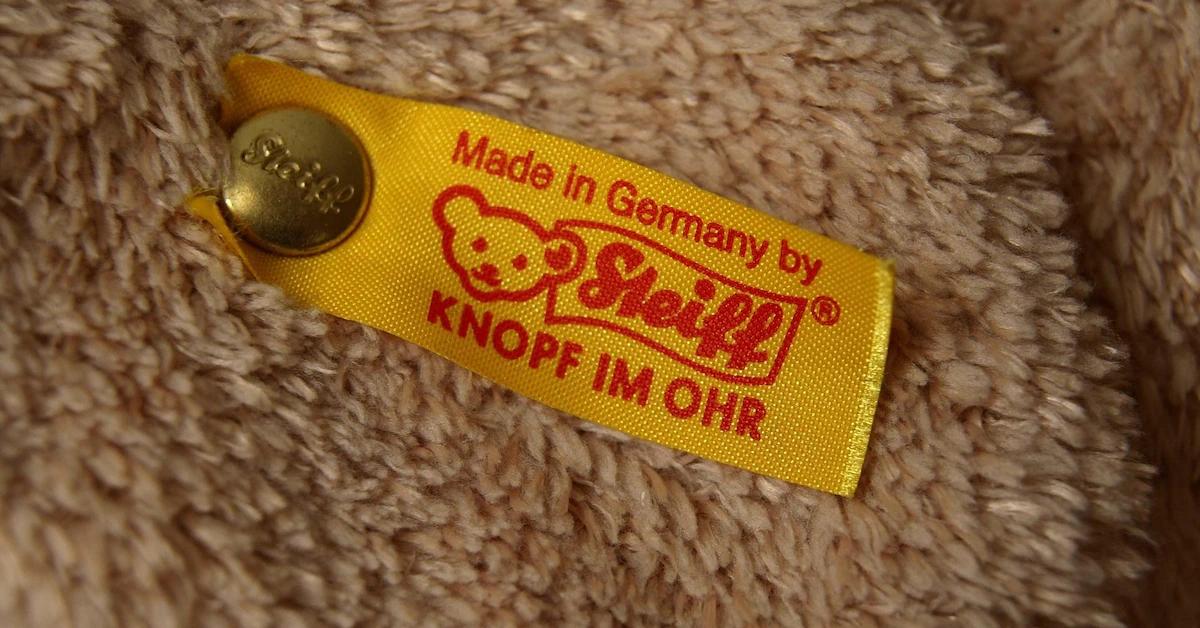 Steiff
Made in Germany by
Steiff®
KNOPF IM OHR